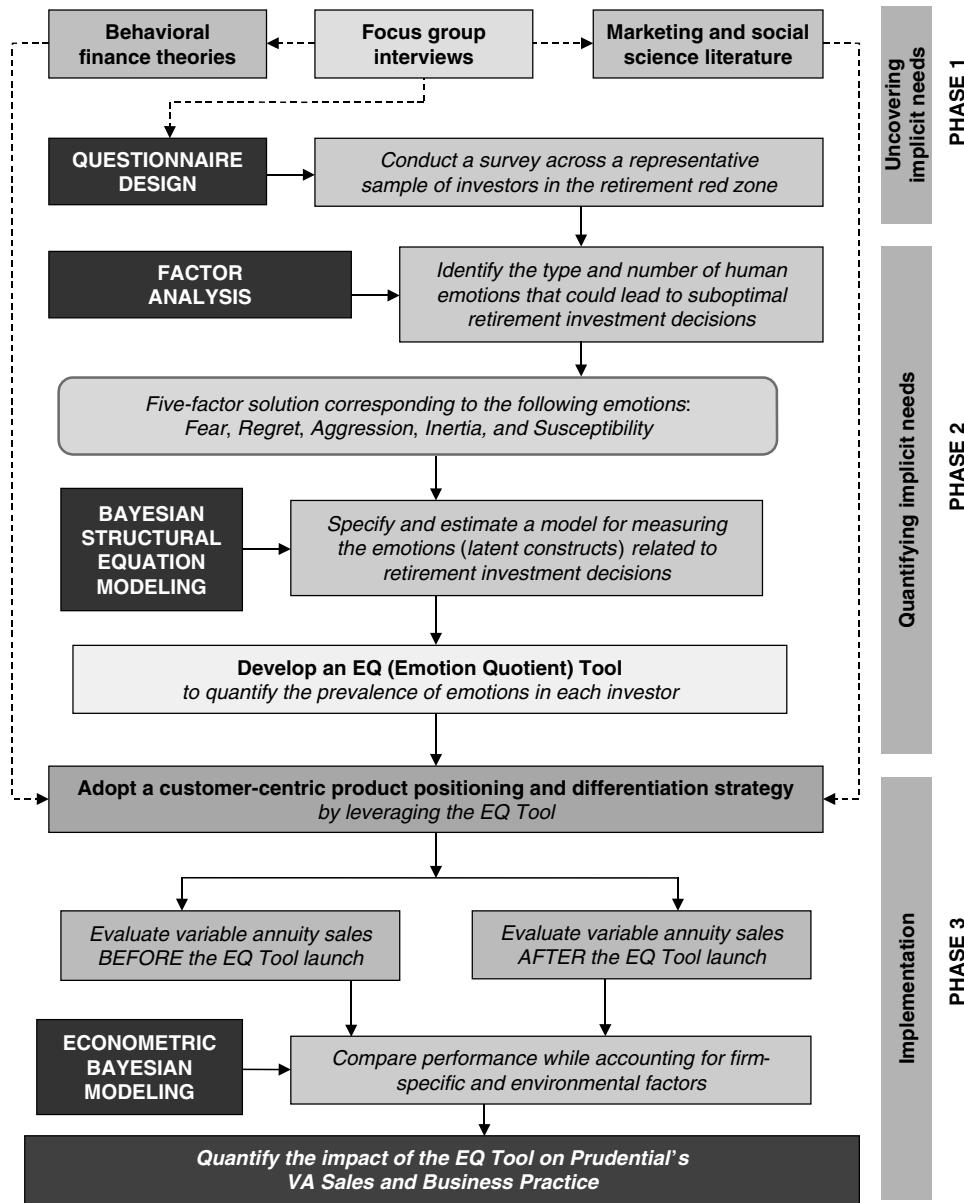 Behavioral
finance theories
Focus group
interviews
Marketing and social
science literature
QUESTIONNAIRE
DESIGN
Conduct a survey across a representative
sample of investors in the retirement red zone
Uncovering
implicit needs
PHASE 1
FACTOR
ANALYSIS
Identify the type and number of human
emotions that could lead to suboptimal
retirement investment decisions
Five-factor solution corresponding to the following emotions:
Fear, Regret, Aggression, Inertia, and Susceptibility
BAYESIAN
STRUCTURAL
EQUATION
MODELING
Specify and estimate a model for measuring
the emotions (latent constructs) related to
retirement investment decisions
Develop an EQ (Emotion Quotient) Tool
to quantify the prevalence of emotions in each investor
Quantifying implicit needs
PHASE 2
Adopt a customer-centric product positioning and differentiation strategy
by leveraging the EQ Tool
Evaluate variable annuity sales
BEFORE the EQ Tool launch
Evaluate variable annuity sales
AFTER the EQ Tool launch
ECONOMETRIC
BAYESIAN
MODELING
Compare performance while accounting for firm-
specific and environmental factors
Quantify the impact of the EQ Tool on Prudential's
VA Sales and Business Practice
Implementation
PHASE 3